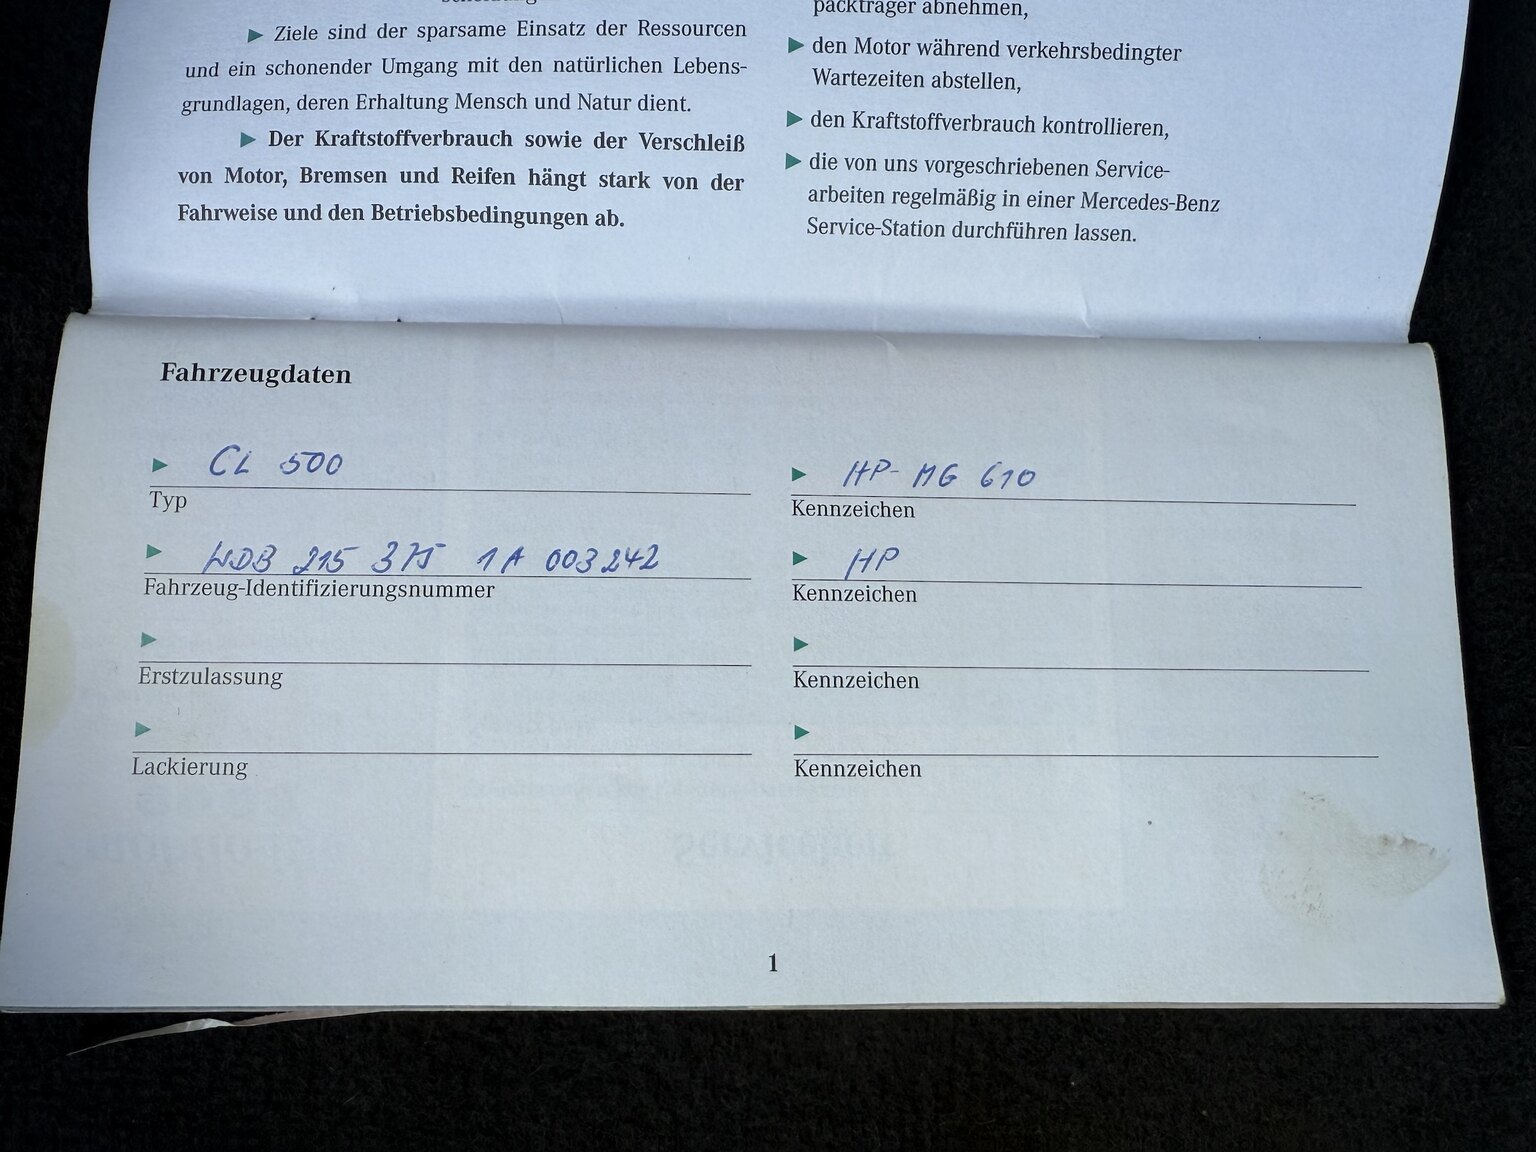 ▶ Ziele sind der sparsame Einsatz der Ressourcen
und ein schonender Umgang mit den natürlichen Lebens-
grundlagen, deren Erhaltung Mensch und Natur dient.
▶ Der Kraftstoffverbrauch sowie der Verschleiß
von Motor, Bremsen und Reifen hängt stark von der
Fahrweise und den Betriebsbedingungen ab.
packträger abnehmen,
▶ den Motor während verkehrsbedingter
Wartezeiten abstellen,
▶ den Kraftstoffverbrauch kontrollieren,
▶ die von uns vorgeschriebenen Service-
arbeiten regelmäßig in einer Mercedes-Benz
Service-Station durchführen lassen.
Fahrzeugdaten
▶ CL 500
Typ
▶ WDB 215 375 1A 003242
Fahrzeug-Identifizierungsnummer
▶
Erstzulassung
▶
Lackierung
▶ HP- MG 610
Kennzeichen
▶ HP
Kennzeichen
▶
Kennzeichen
▶
Kennzeichen
1